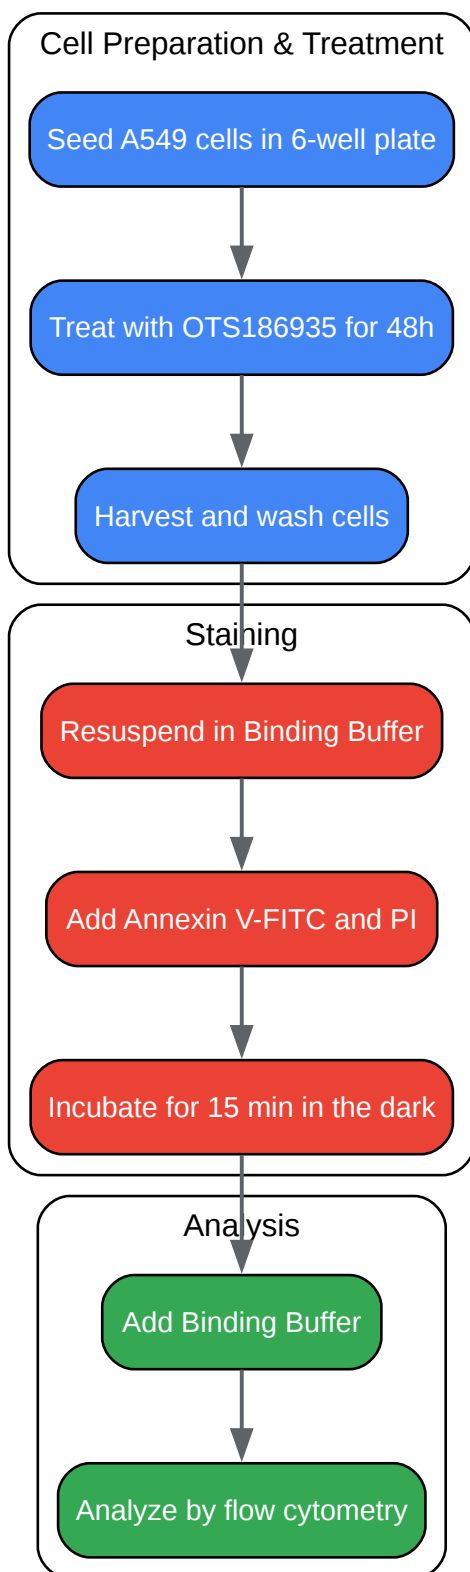 Cell Preparation & Treatment
Seed A549 cells in 6-well plate
Treat with OTS186935 for 48h
Harvest and wash cells
Staining
Resuspend in Binding Buffer
Add Annexin V-FITC and PI
Incubate for 15 min in the dark
Analysis
Add Binding Buffer
Analyze by flow cytometry